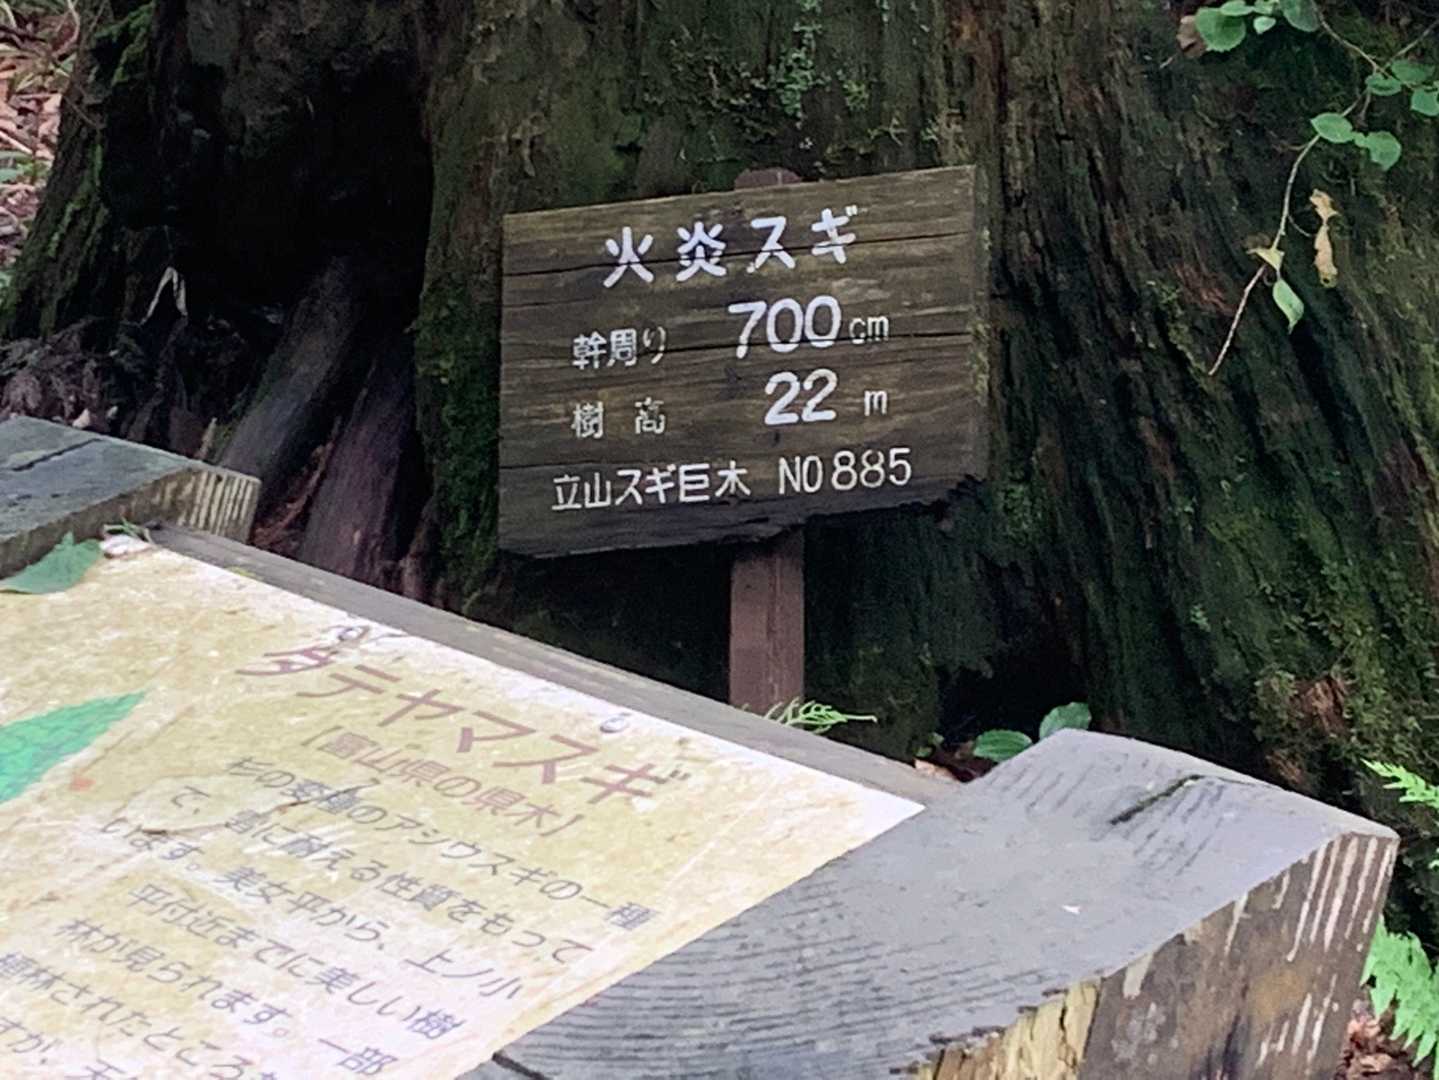 火炎スギ
幹周り 700cm
樹高 22m
立山スギ巨木 NO885
タテヤマスギ
[富山県の県木]
杉の変種のアシウスギの一種
で、雪に耐える性質をもって
います。美女平から、上ノ小
平付近までに美しい樹
林が見られます。一部
植林されたところ
すが、天